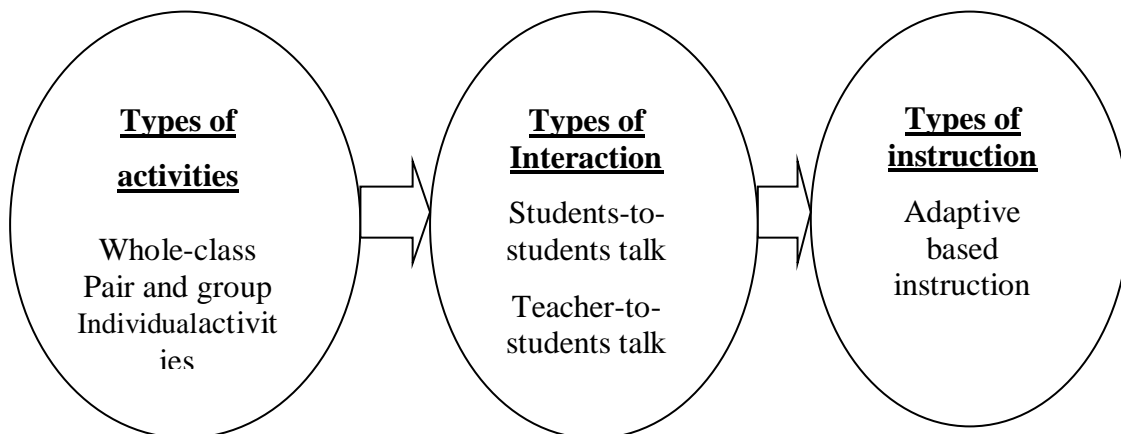 Types of
activities
Whole-class
Pair and group
Individualactivit
ies
Types of
Interaction
Students-to-
students talk
Teacher-to-
students talk
Types of
instruction
Adaptive
based
instruction